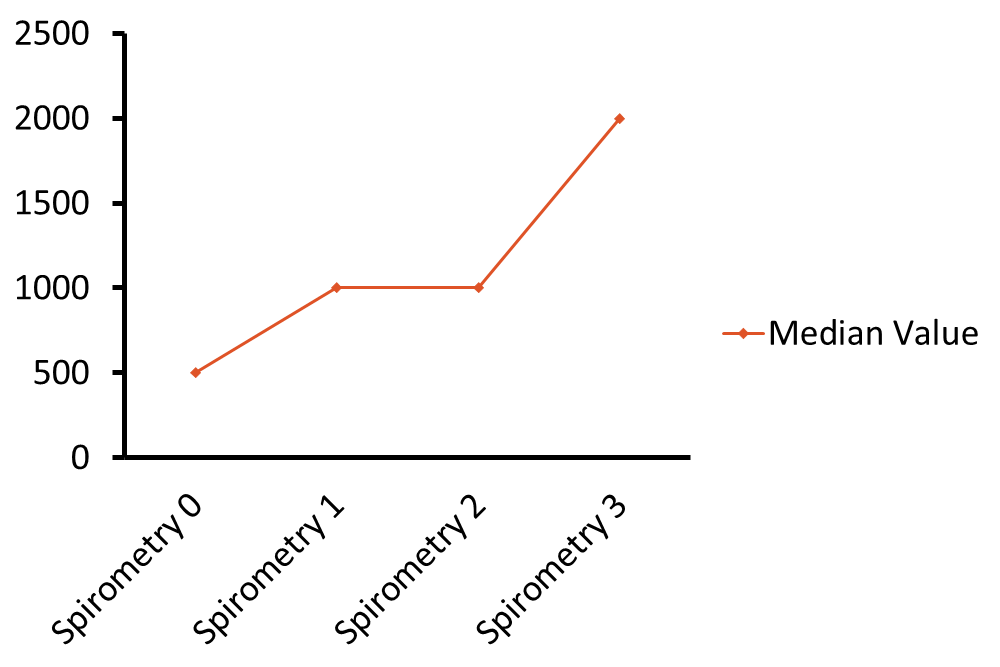 2500
2000
1500
1000
500
0
Spirometry 0
Spirometry 1
Spirometry 2
Spirometry 3
Median Value